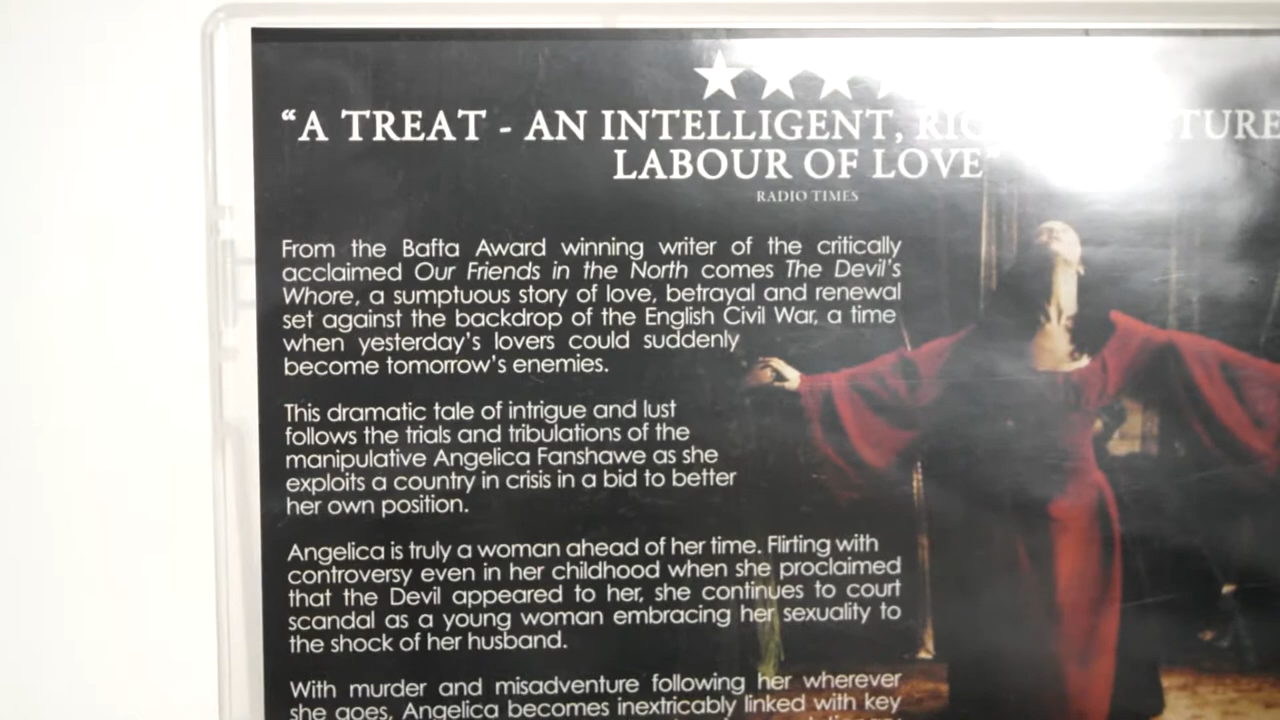 "A TREAT - AN INTELLIGENT,
LABOUR OF LOVE"
RADIO TIMES
From the Bafta Award winning writer of the critically
acclaimed Our Friends in the North comes The Devil's
Whore, a sumptuous story of love, betrayal and renewal
set against the backdrop of the English Civil War, a time
when yesterday's lovers could suddenly
become tomorrow's enemies.
This dramatic tale of intrigue and lust
follows the trials and tribulations of the
manipulative Angelica Fanshawe as she
exploits a country in crisis in a bid to better
her own position.
Angelica is truly a woman ahead of her time. Flirting with
controversy even in her childhood when she proclaimed
that the Devil appeared to her, she continues to court
scandal as a young woman embracing her sexuality to
the shock of her husband.
With murder and misadventure following her wherever
she goes, Angelica becomes inextricably linked with key